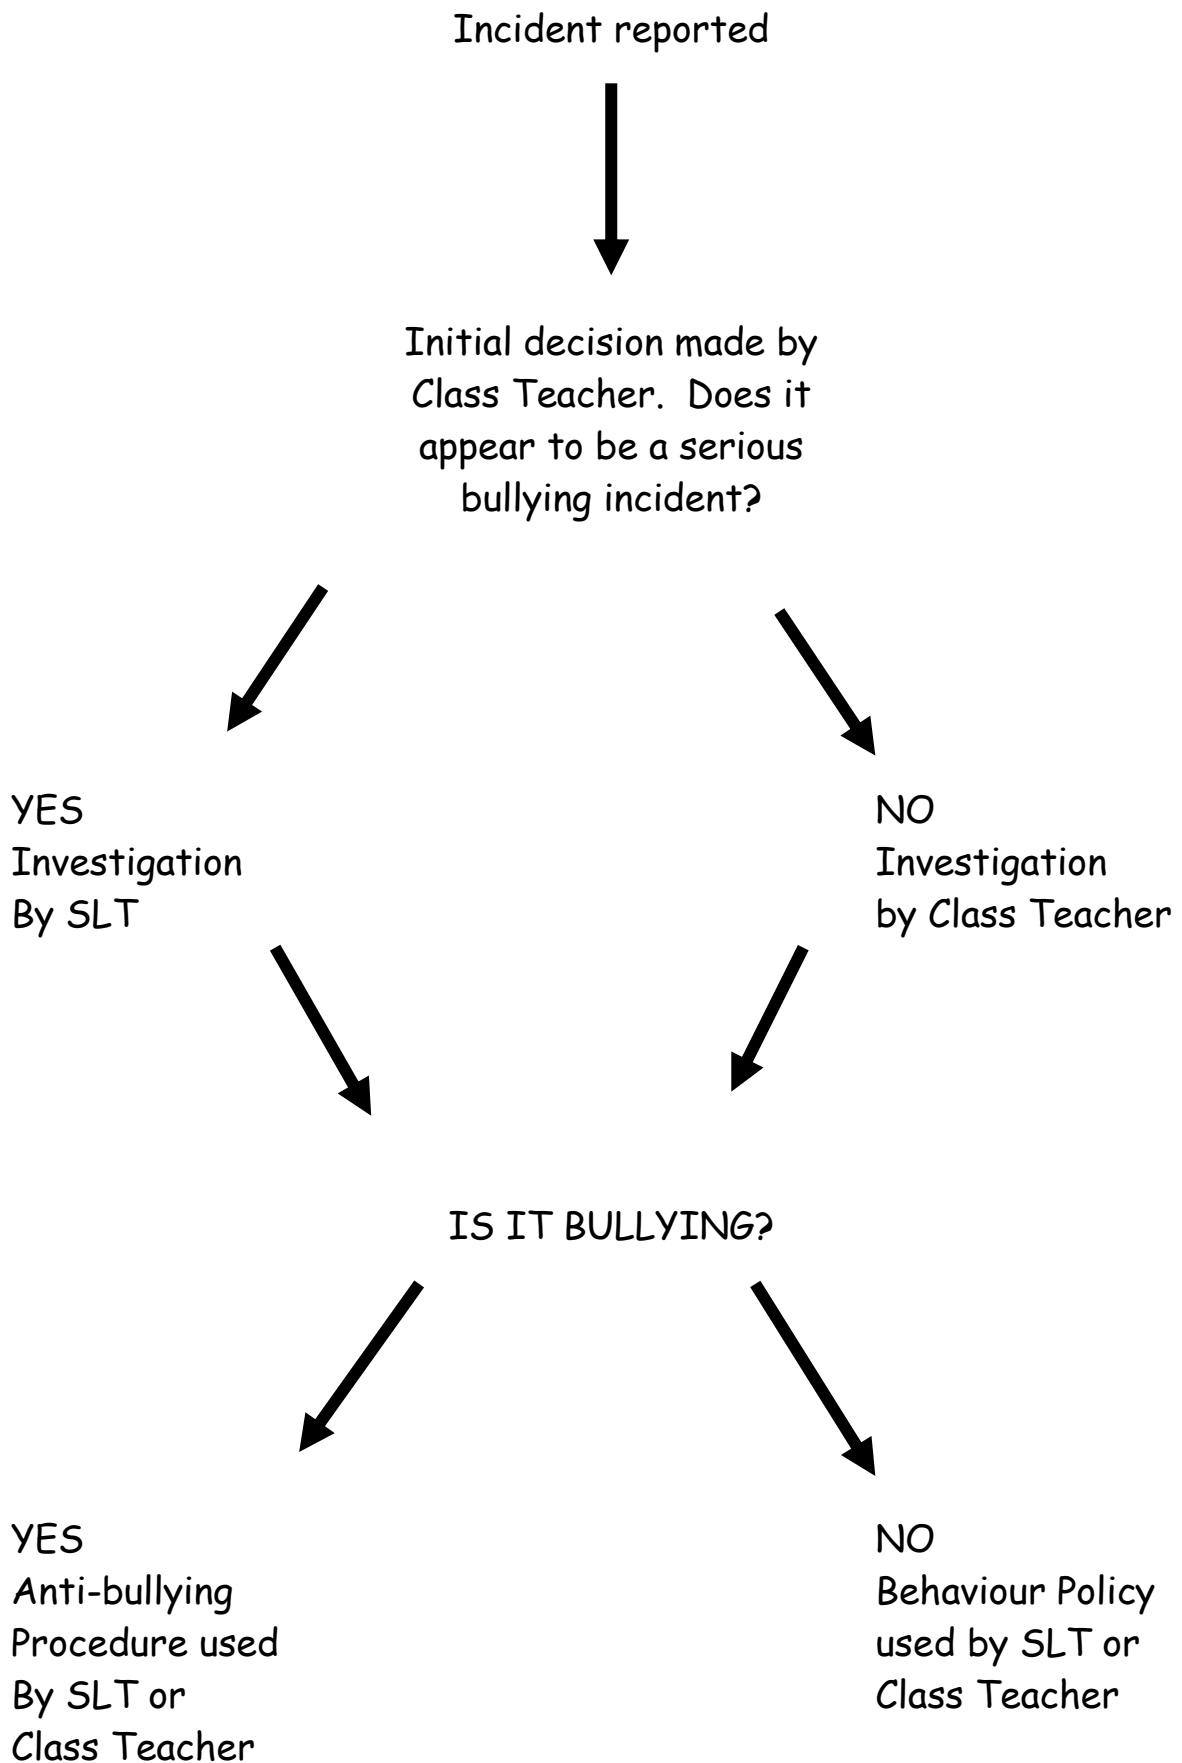 Incident reported
Initial decision made by
Class Teacher.  Does it
appear to be a serious
bullying incident?
YES
Investigation
By SLT
NO
Investigation
by Class Teacher
IS IT BULLYING?
YES
Anti-bullying
Procedure used
By SLT or
Class Teacher
NO
Behaviour Policy
used by SLT or
Class Teacher